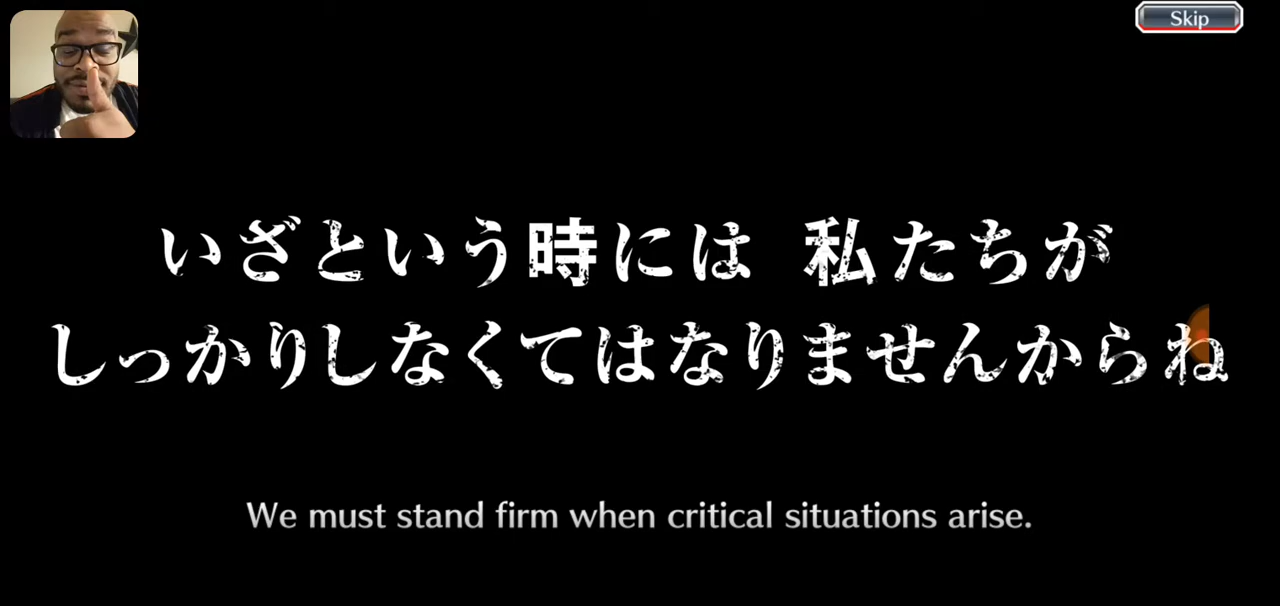 Skip
いざという時には 私たちが
しっかりしなくてはなりませんからね
We must stand firm when critical situations arise.